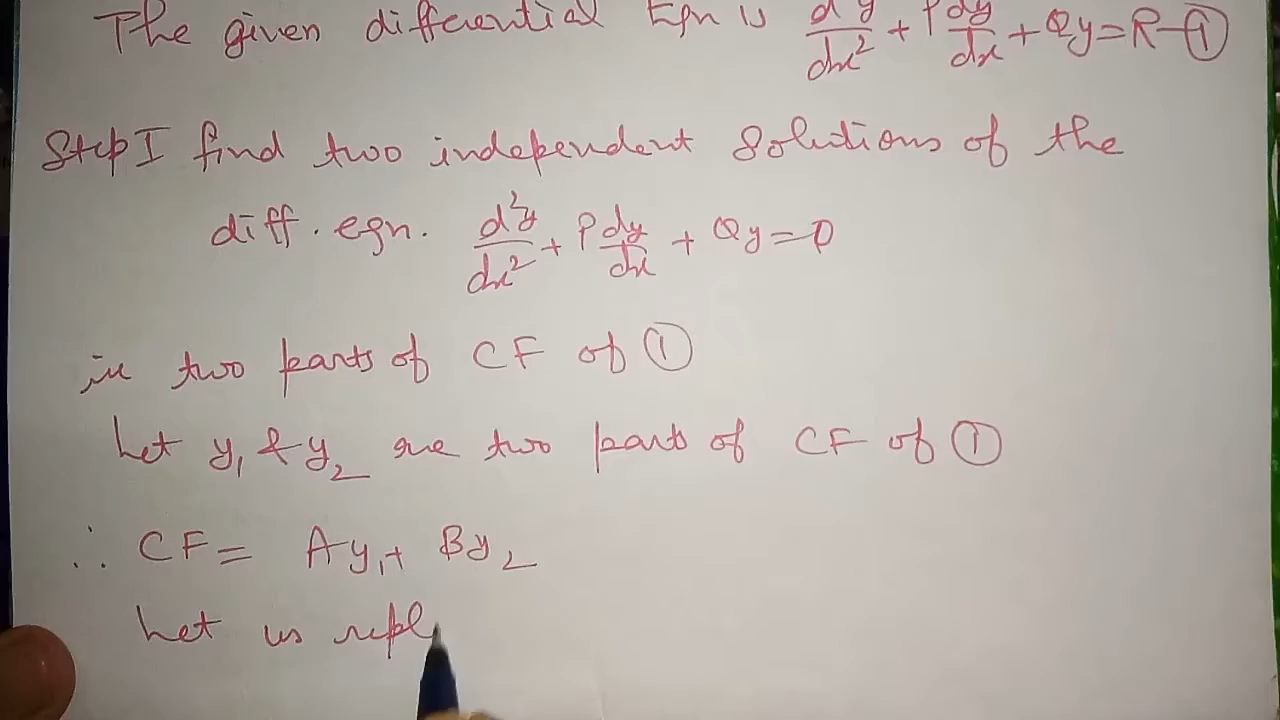 The given differential Eqn is d²y/dx² + P dy/dx + Qy = R — ①
Step I find two independent solutions of the
diff. eqn. d²y/dx² + P dy/dx + Qy = 0
ie two parts of CF of ①
Let y₁ & y₂ are two parts of CF of ①
∴ CF = Ay₁ + By₂
Let us repl